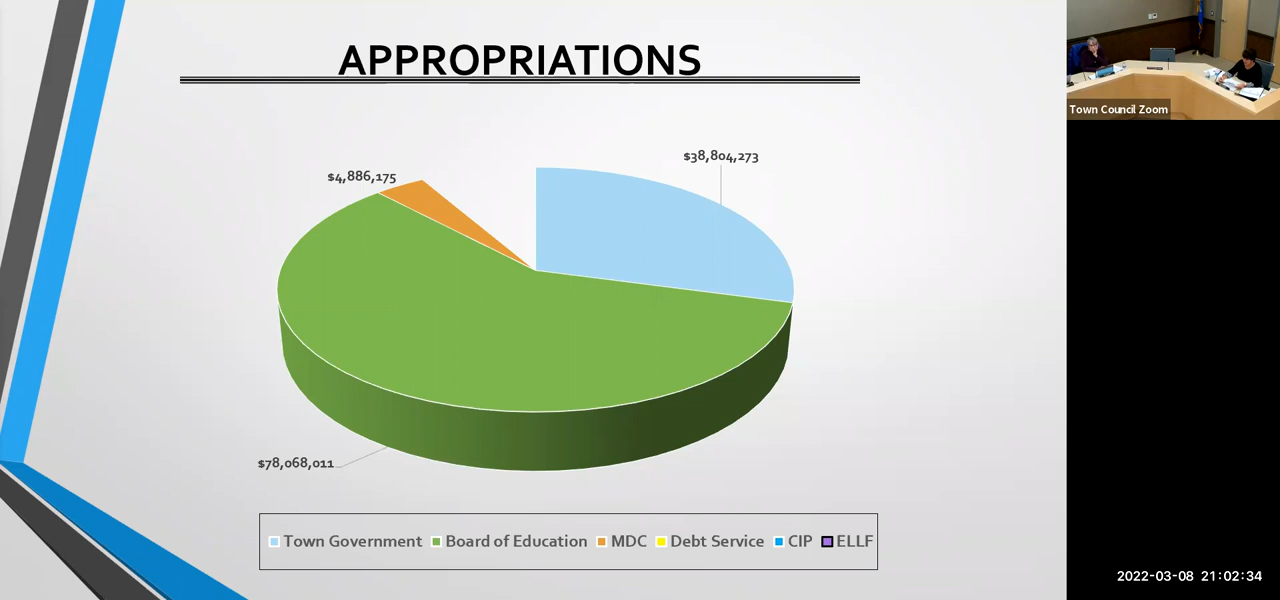 APPROPRIATIONS
Town Council Zoom
$38,804,273
$4,886,175
$78,068,011
Town Government Board of Education MDC Debt Service CIP ELLF
2022-03-08 21:02:34